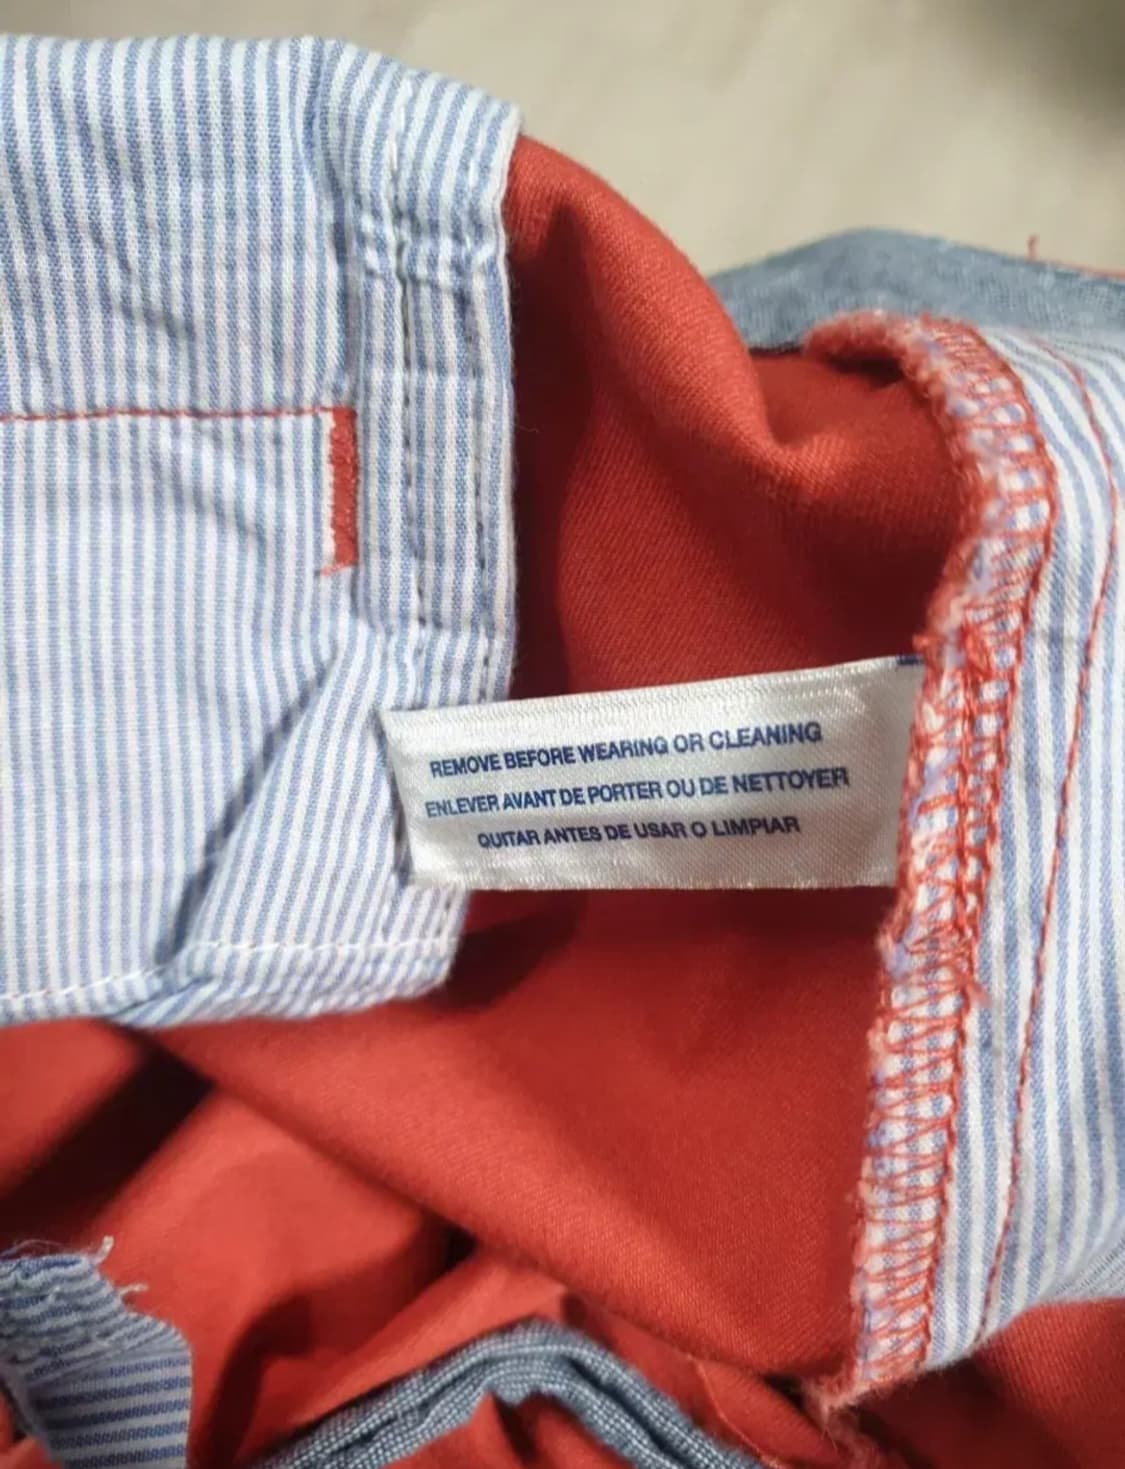 REMOVE BEFORE WEARING OR CLEANING
ENLEVER AVANT DE PORTER OU DE NETTOYER
QUITAR ANTES DE USAR O LIMPIAR